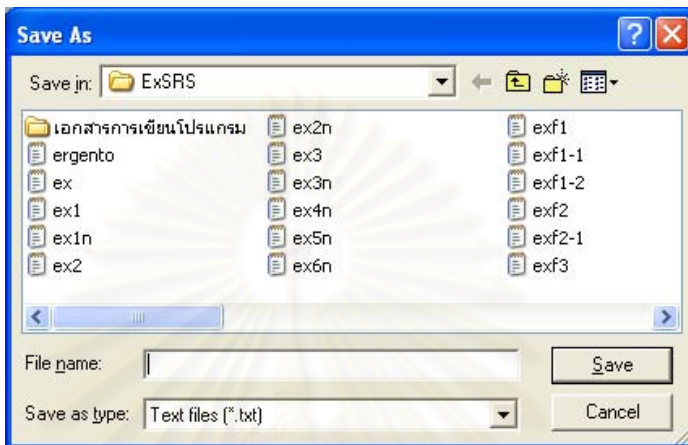 Save As
Save in: ExSRS
เอกสารการเขียนโปรแกรม ex2n exf1
ergento ex3 exf1-1
ex ex3n exf1-2
ex1 ex4n exf2
ex1n ex5n exf2-1
ex2 ex6n exf3
File name: Save
Save as type: Text files (*.txt) Cancel